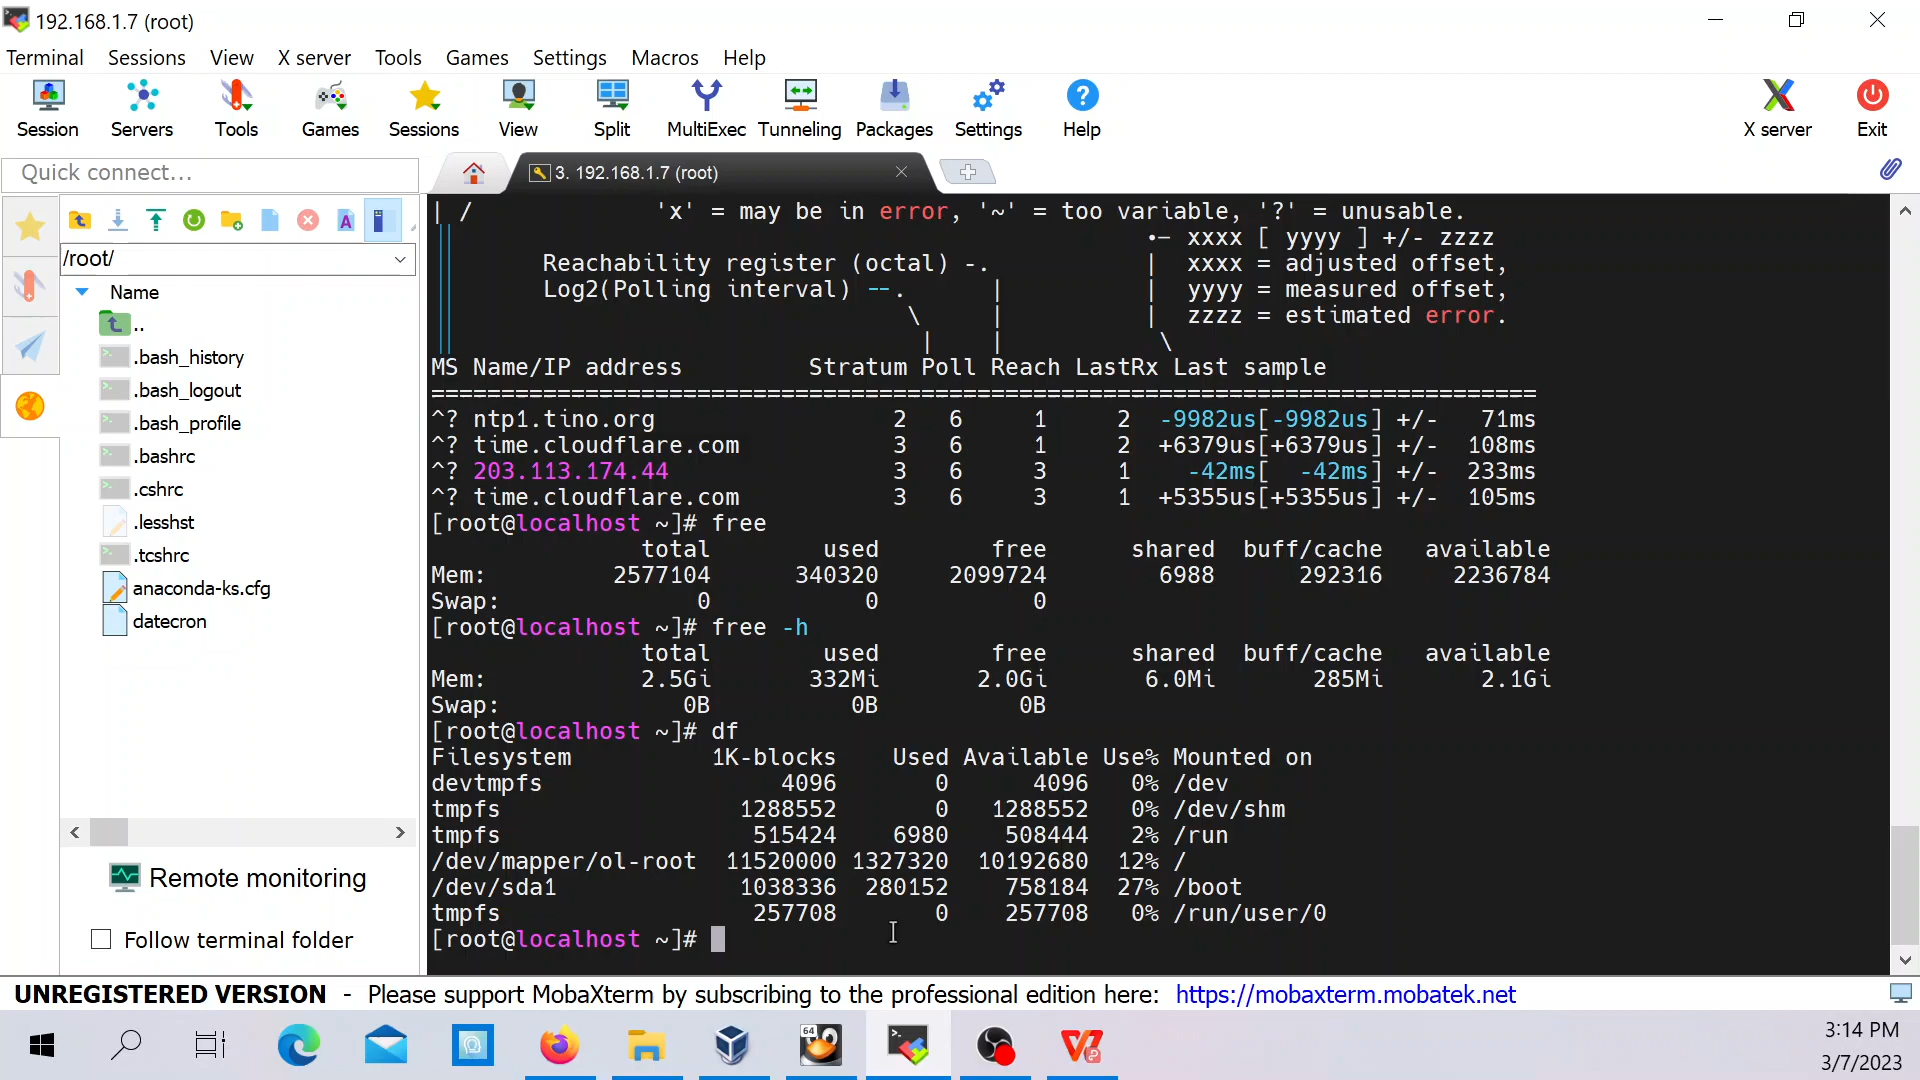 192.168.1.7 (root)
Terminal Sessions View X server Tools Games Settings Macros Help
Session Servers Tools Games Sessions View Split MultiExec Tunneling Packages Settings Help X server Exit
Quick connect...
3. 192.168.1.7 (root)
/root/
Name
..
.bash_history
.bash_logout
.bash_profile
.bashrc
.cshrc
.lesshst
.tcshrc
anaconda-ks.cfg
datecron
Remote monitoring
Follow terminal folder
| / 'x' = may be in error, '~' = too variable, '?' = unusable.
|| .- xxxx [ yyyy ] +/- zzzz
|| Reachability register (octal) -. | xxxx = adjusted offset,
|| Log2(Polling interval) --. | | yyyy = measured offset,
|| \ | | zzzz = estimated error.
|| | | \
MS Name/IP address Stratum Poll Reach LastRx Last sample
===============================================================================
^? ntp1.tino.org 2 6 1 2 -9982us[-9982us] +/- 71ms
^? time.cloudflare.com 3 6 1 2 +6379us[+6379us] +/- 108ms
^? 203.113.174.44 3 6 3 1 -42ms[ -42ms] +/- 233ms
^? time.cloudflare.com 3 6 3 1 +5355us[+5355us] +/- 105ms
[root@localhost ~]# free
total used free shared buff/cache available
Mem: 2577104 340320 2099724 6988 292316 2236784
Swap: 0 0 0
[root@localhost ~]# free -h
total used free shared buff/cache available
Mem: 2.5Gi 332Mi 2.0Gi 6.0Mi 285Mi 2.1Gi
Swap: 0B 0B 0B
[root@localhost ~]# df
Filesystem 1K-blocks Used Available Use% Mounted on
devtmpfs 4096 0 4096 0% /dev
tmpfs 1288552 0 1288552 0% /dev/shm
tmpfs 515424 6980 508444 2% /run
/dev/mapper/ol-root 11520000 1327320 10192680 12% /
/dev/sda1 1038336 280152 758184 27% /boot
tmpfs 257708 0 257708 0% /run/user/0
[root@localhost ~]#
UNREGISTERED VERSION - Please support MobaXterm by subscribing to the professional edition here: https://mobaxterm.mobatek.net
64
3:14 PM
3/7/2023